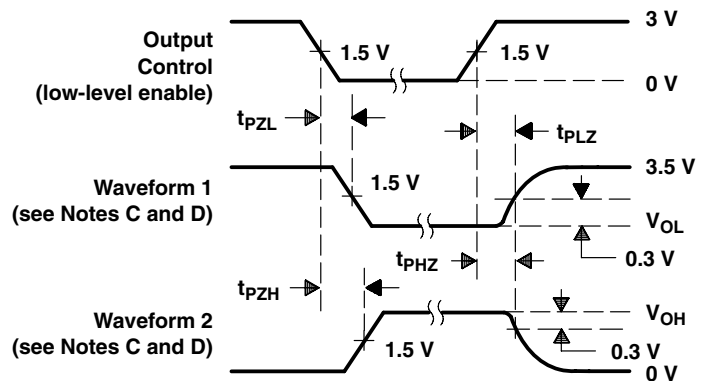 3 V
Output
Control
(low-level enable)
1.5 V
1.5 V
0 V
tPZL
tPLZ
3.5 V
Waveform 1
(see Notes C and D)
1.5 V
VOL
0.3 V
tPHZ
tPZH
Waveform 2
(see Notes C and D)
VOH
1.5 V
0.3 V
0 V